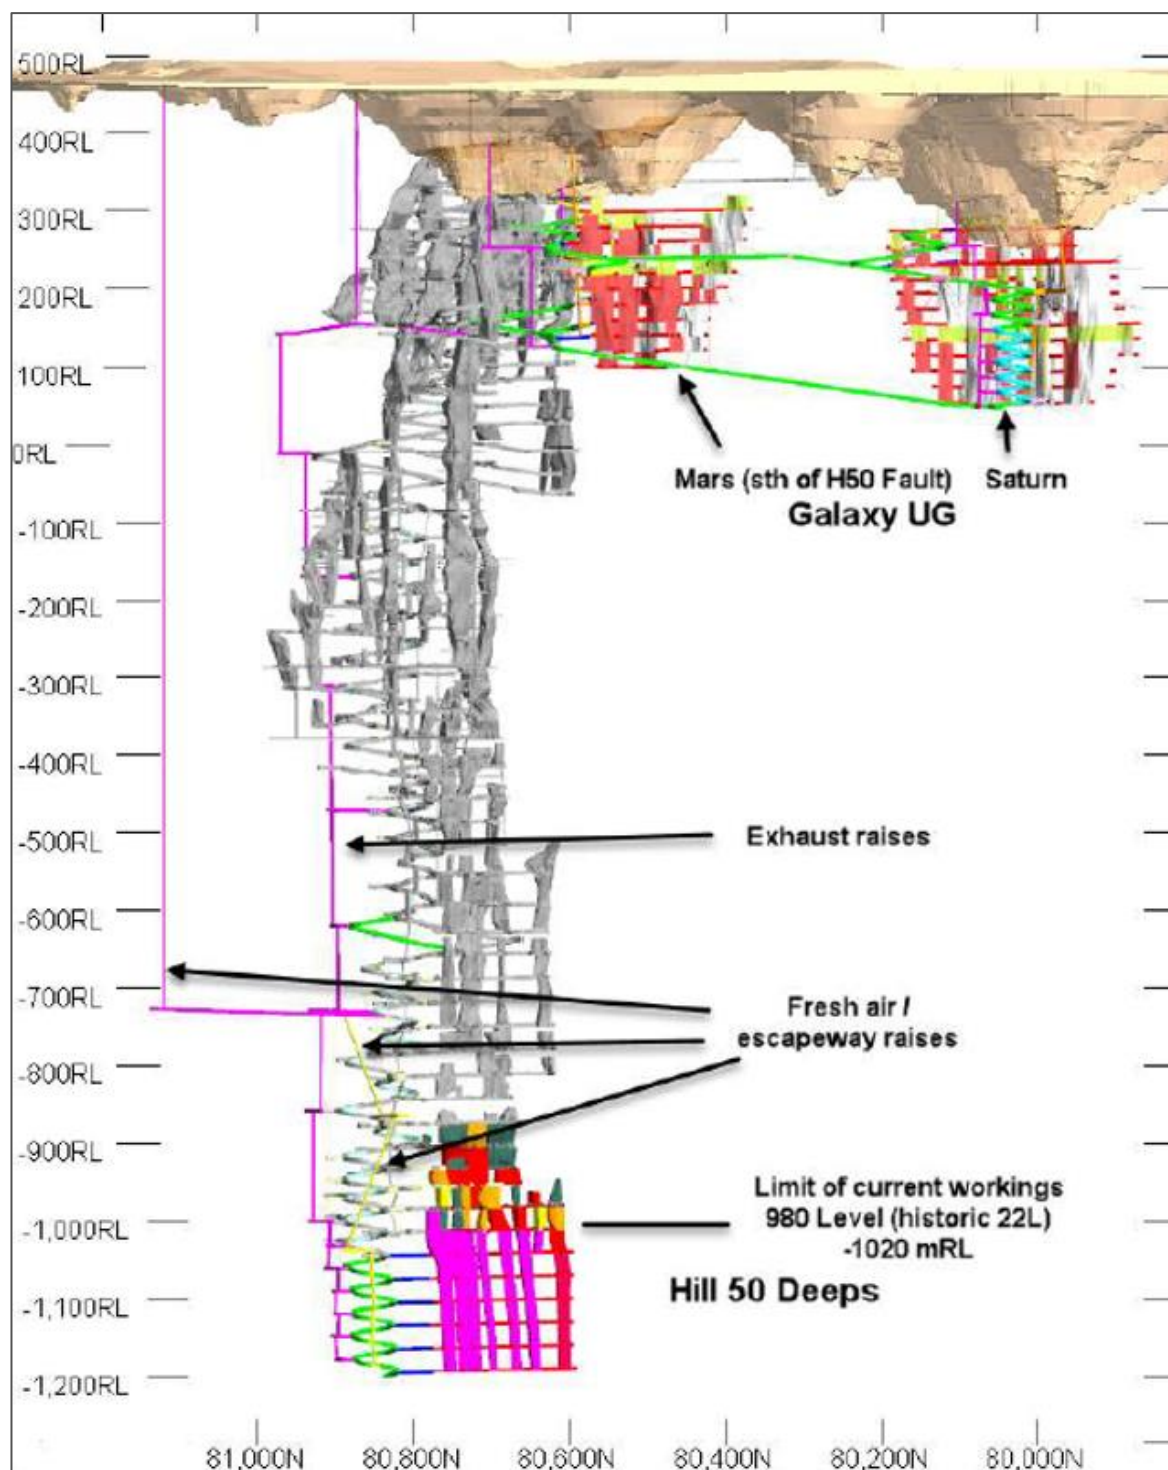 500RL
400RL
300RL
200RL
100RL
0RL
-100RL
-200RL
-300RL
-400RL
-500RL
-600RL
-700RL
-800RL
-900RL
-1,000RL
-1,100RL
-1,200RL
Mars (sth of H50 Fault)
Saturn
Galaxy UG
Exhaust raises
Fresh air /
escapeway raises
Limit of current workings
980 Level (historic 22L)
-1020 mRL
Hill 50 Deeps
81,000N
80,800N
80,600N
80,400N
80,200N
80,000N